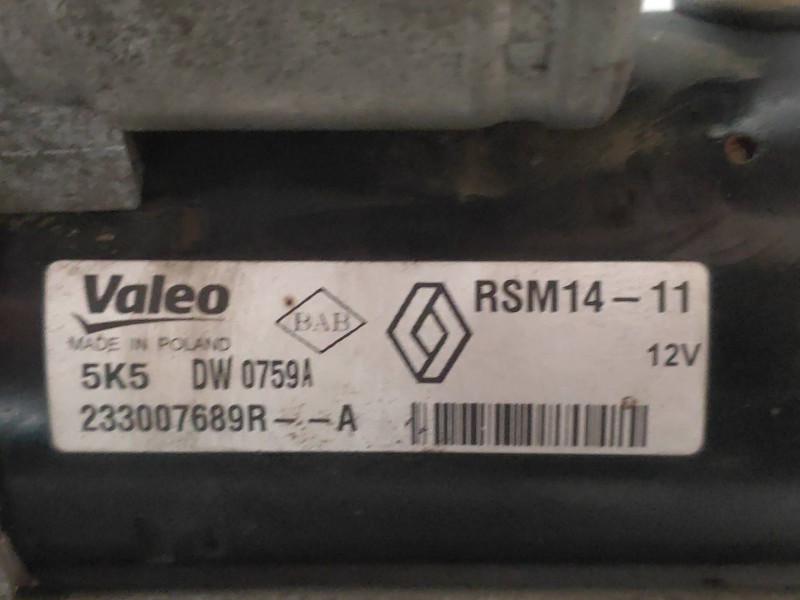 Valeo
BAB
RSM14-11
MADE IN POLAND
12V
5K5 DW 0759A
233007689R--A